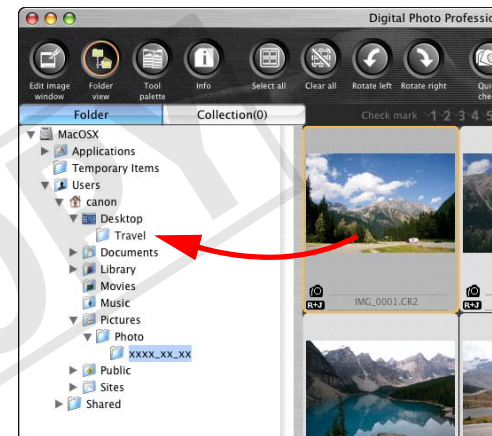 Digital Photo Professio
Edit image window
Folder view
Tool palette
Info
Select all
Clear all
Rotate left
Rotate right
Quic
che
Folder
Collection(0)
Check mark 1 2 3 4 5
MacOSX
Applications
Temporary Items
Users
canon
Desktop
Travel
Documents
Library
Movies
Music
Pictures
Photo
xxxx_xx_xx
Public
Sites
Shared
R+J
IMG_0001.CR2
R+J